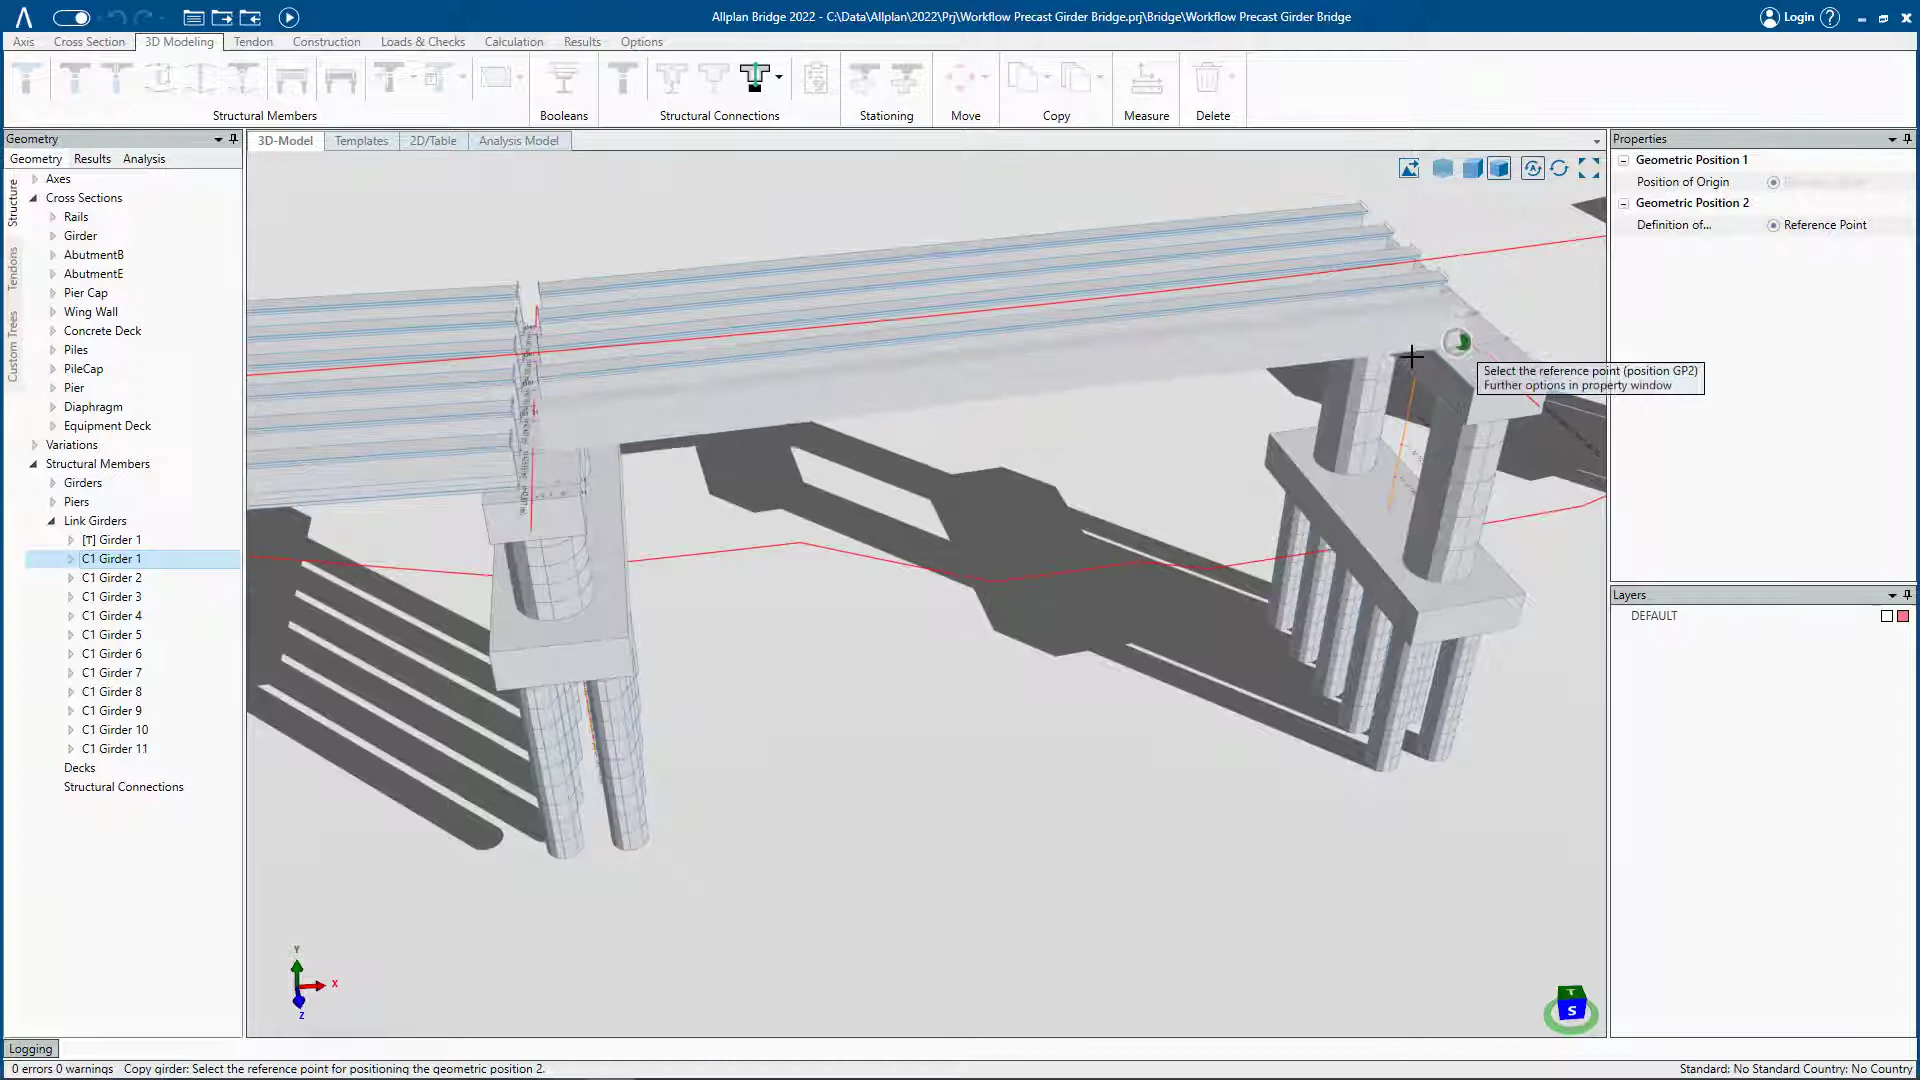 Allplan Bridge 2022 - C:\Data\Allplan\2022\Prj\Workflow Precast Girder Bridge.prj\Bridge\Workflow Precast Girder Bridge
Login
Axis Cross Section 3D Modeling Tendon Construction Loads & Checks Calculation Results Options
Structural Members Booleans Structural Connections Stationing Move Copy Measure Delete
Geometry
Geometry Results Analysis
Structure
Tendons
Custom Trees
Axes
Cross Sections
Rails
Girder
AbutmentB
AbutmentE
Pier Cap
Wing Wall
Concrete Deck
Piles
PileCap
Pier
Diaphragm
Equipment Deck
Variations
Structural Members
Girders
Piers
Link Girders
[T] Girder 1
C1 Girder 1
C1 Girder 2
C1 Girder 3
C1 Girder 4
C1 Girder 5
C1 Girder 6
C1 Girder 7
C1 Girder 8
C1 Girder 9
C1 Girder 10
C1 Girder 11
Decks
Structural Connections
3D-Model Templates 2D/Table Analysis Model
Select the reference point (position GP2)
Further options in property window
Y
X
Z
T
S
Properties
Geometric Position 1
Position of Origin
Geometric Position 2
Definition of... Reference Point
Layers
DEFAULT
Logging
0 errors 0 warnings Copy girder: Select the reference point for positioning the geometric position 2.
Standard: No Standard Country: No Country